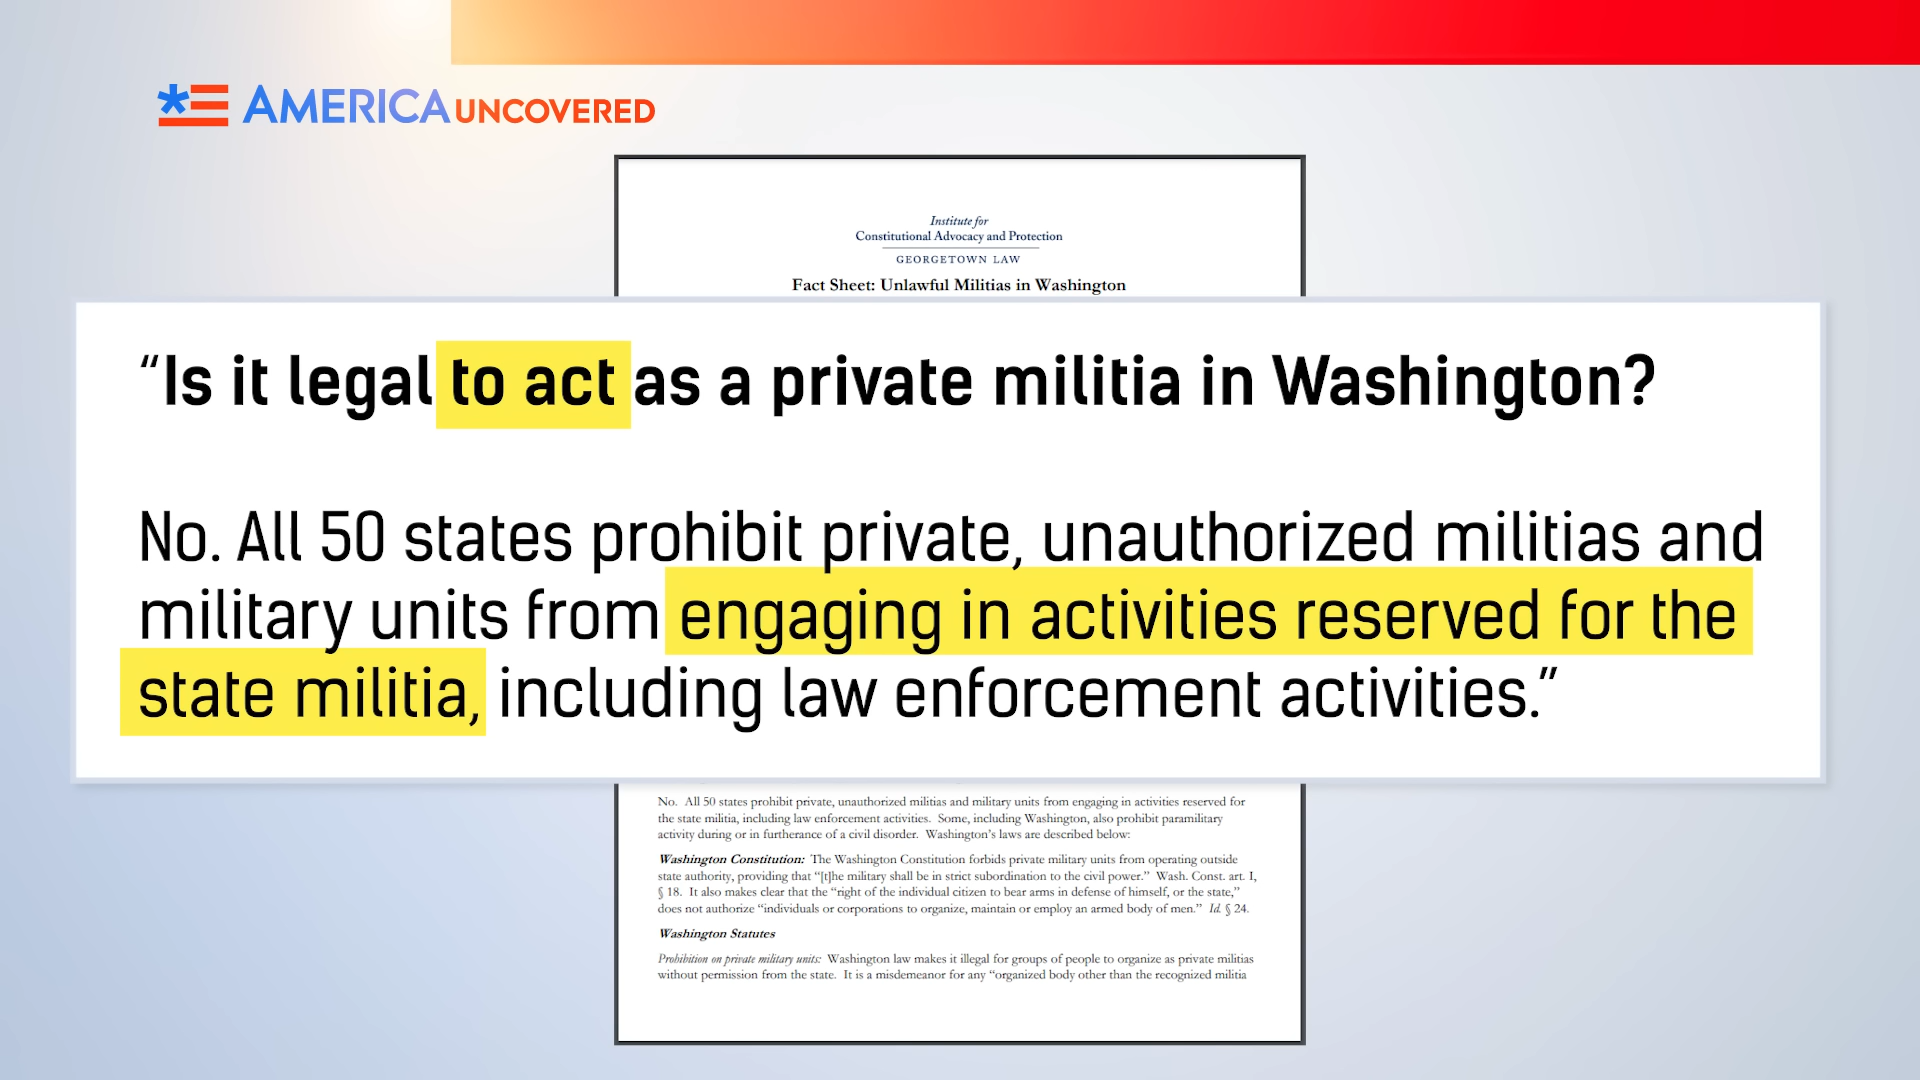 AMERICA UNCOVERED
Institute for
Constitutional Advocacy and Protection
GEORGETOWN LAW
Fact Sheet: Unlawful Militias in Washington
“Is it legal to act as a private militia in Washington?
No. All 50 states prohibit private, unauthorized militias and
military units from engaging in activities reserved for the
state militia, including law enforcement activities.”
No. All 50 states prohibit private, unauthorized militias and military units from engaging in activities reserved for
the state militia, including law enforcement activities. Some, including Washington, also prohibit paramilitary
activity during or in furtherance of a civil disorder. Washington’s laws are described below:
Washington Constitution: The Washington Constitution forbids private military units from operating outside
state authority, providing that “[t]he military shall be in strict subordination to the civil power.” Wash. Const. art. I,
§ 18. It also makes clear that the “right of the individual citizen to bear arms in defense of himself, or the state,”
does not authorize “individuals or corporations to organize, maintain or employ an armed body of men.” Id. § 24.
Washington Statutes
Prohibition on private military units: Washington law makes it illegal for groups of people to organize as private militias
without permission from the state. It is a misdemeanor for any “organized body other than the recognized militia